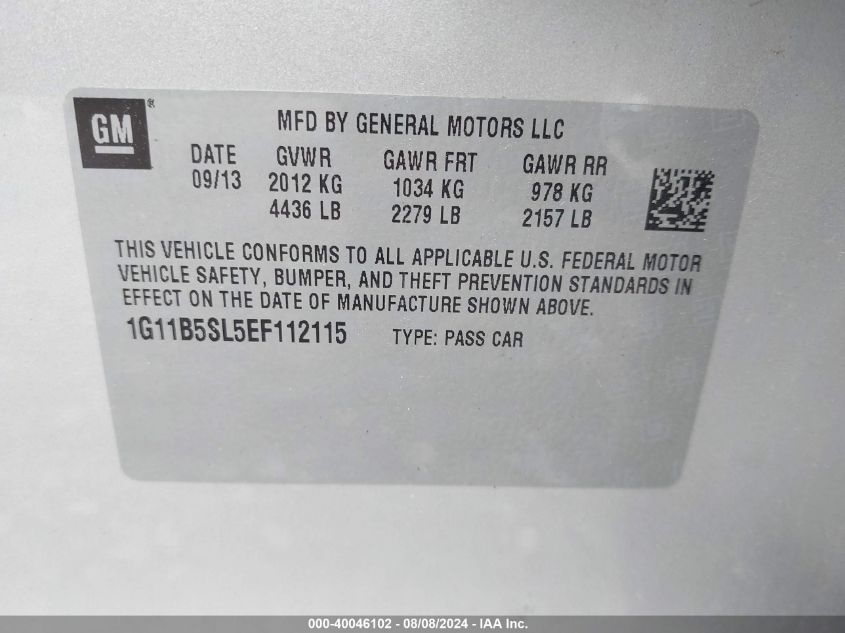 GM®
MFD BY GENERAL MOTORS LLC
DATE GVWR GAWR FRT GAWR RR
09/13 2012 KG 1034 KG 978 KG
4436 LB 2279 LB 2157 LB
THIS VEHICLE CONFORMS TO ALL APPLICABLE U.S. FEDERAL MOTOR
VEHICLE SAFETY, BUMPER, AND THEFT PREVENTION STANDARDS IN
EFFECT ON THE DATE OF MANUFACTURE SHOWN ABOVE.
1G11B5SL5EF112115 TYPE: PASS CAR
000-40046102 - 08/08/2024 - IAA Inc.